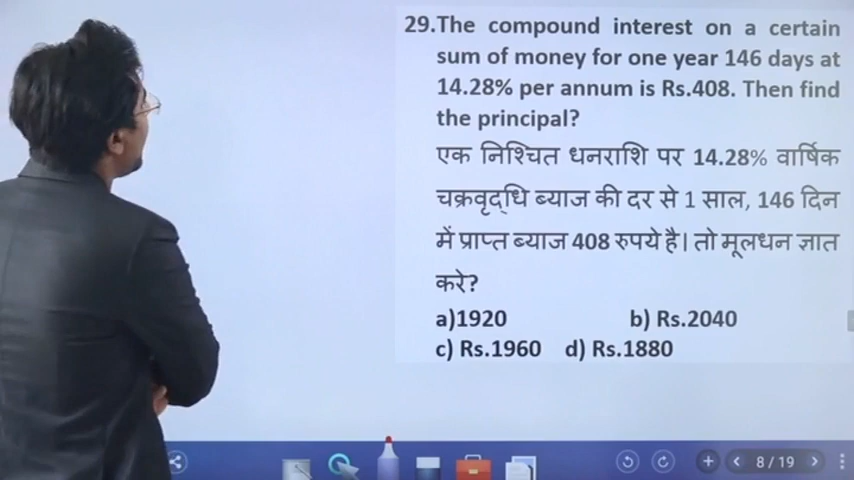 29.The compound interest on a certain
sum of money for one year 146 days at
14.28% per annum is Rs.408. Then find
the principal?
एक निश्चित धनराशि पर 14.28% वार्षिक
चक्रवृद्धि ब्याज की दर से 1 साल, 146 दिन
में प्राप्त ब्याज 408 रुपये है। तो मूलधन ज्ञात
करे?
a)1920 b) Rs.2040
c) Rs.1960 d) Rs.1880
8 / 19